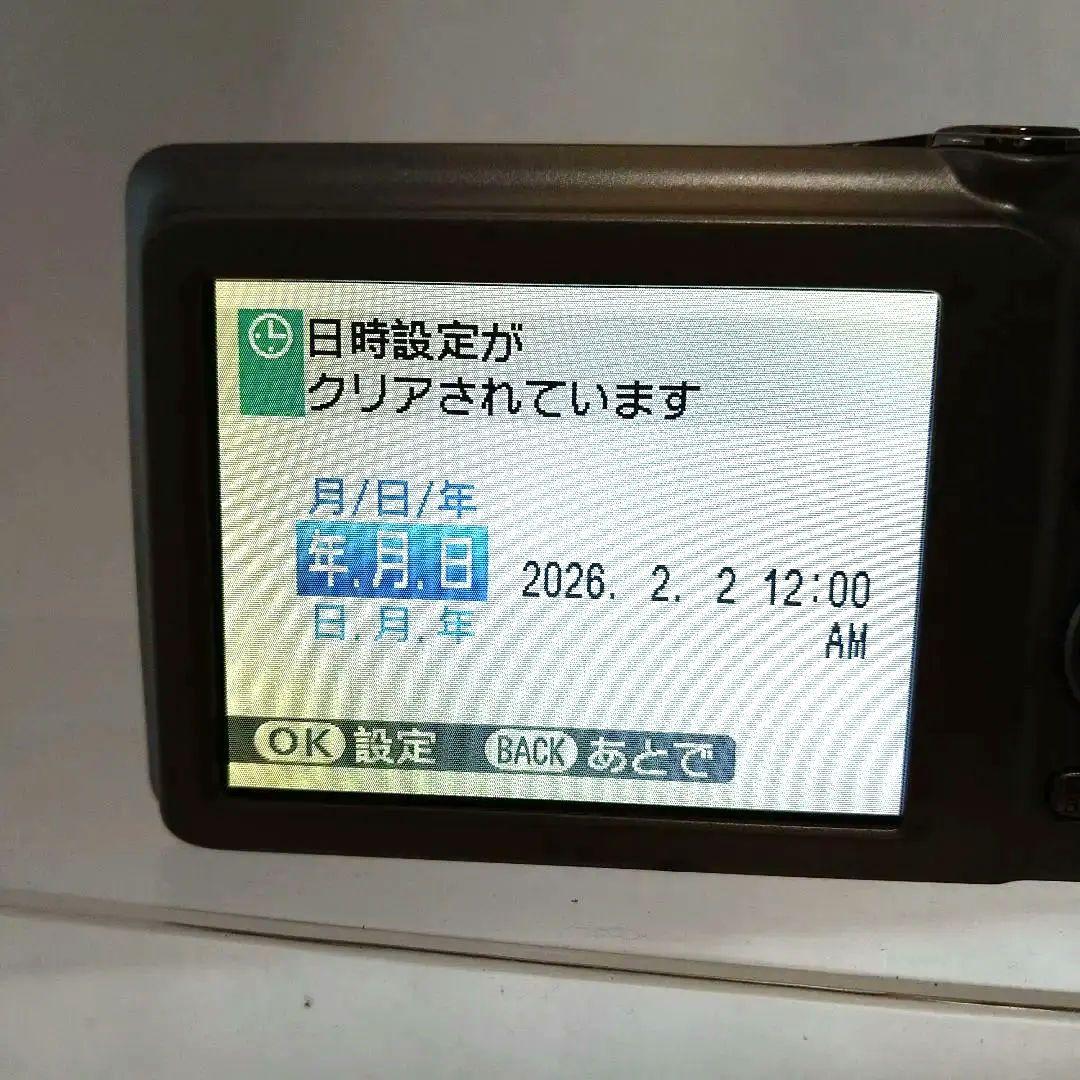 日時設定が
クリアされています
月/日/年
年.月.日 2026. 2. 2 12:00
AM
日.月.年
OK 設定 BACK あとで